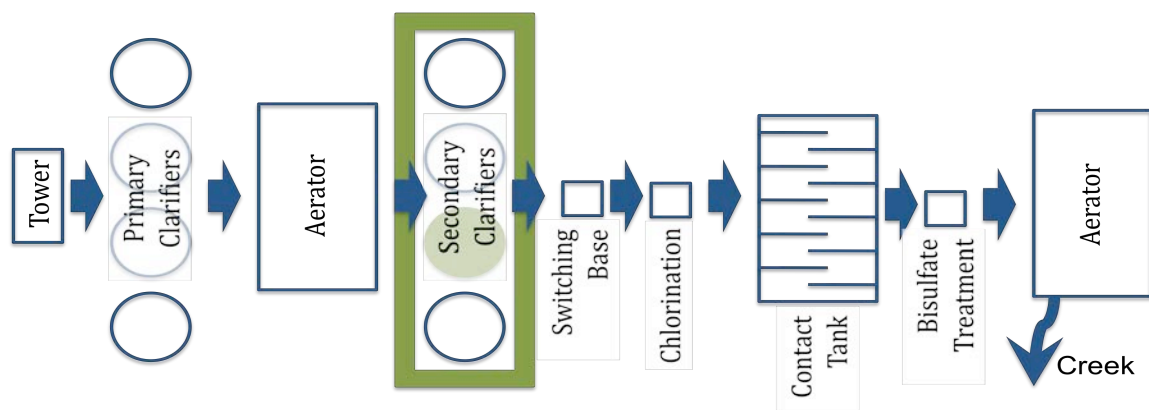 Tower
Primary
Clarifiers
Aerator
Secondary
Clarifiers
Switching
Base
Chlorination
Contact
Tank
Bisulfate
Treatment
Aerator
Creek